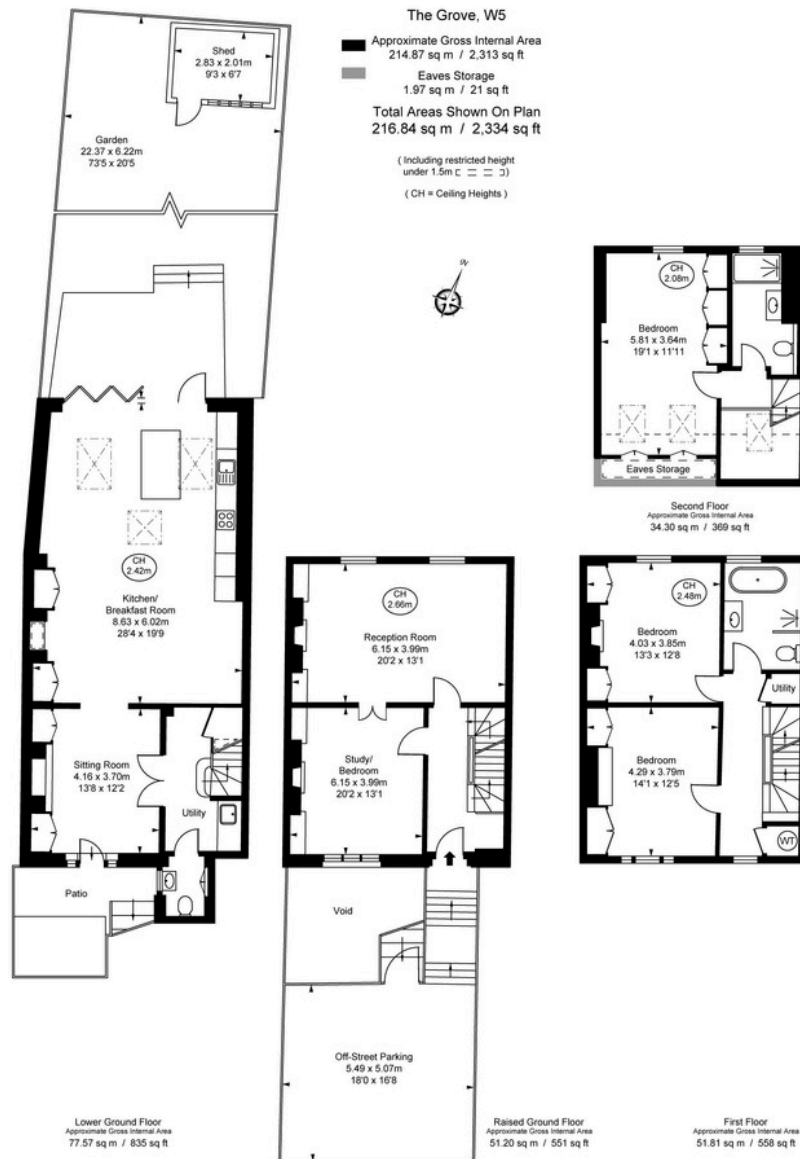 The Grove, W5
Approximate Gross Internal Area
214.87 sq m / 2,313 sq ft
Eaves Storage
1.97 sq m / 21 sq ft
Total Areas Shown On Plan
216.84 sq m / 2,334 sq ft
( Including restricted height
under 1.5m )
( CH = Ceiling Heights )
N
Shed
2.83 x 2.01m
9'3 x 6'7
Garden
22.37 x 6.22m
73'5 x 20'5
CH
2.42m
Kitchen/
Breakfast Room
8.63 x 6.02m
28'4 x 19'9
Sitting Room
4.16 x 3.70m
13'8 x 12'2
Utility
Patio
Lower Ground Floor
Approximate Gross Internal Area
77.57 sq m / 835 sq ft
CH
2.66m
Reception Room
6.15 x 3.99m
20'2 x 13'1
Study/
Bedroom
6.15 x 3.99m
20'2 x 13'1
Void
Off-Street Parking
5.49 x 5.07m
18'0 x 16'8
Raised Ground Floor
Approximate Gross Internal Area
51.20 sq m / 551 sq ft
CH
2.08m
Bedroom
5.81 x 3.64m
19'1 x 11'11
Eaves Storage
Second Floor
Approximate Gross Internal Area
34.30 sq m / 369 sq ft
CH
2.48m
Bedroom
4.03 x 3.85m
13'3 x 12'8
Utility
Bedroom
4.29 x 3.79m
14'1 x 12'5
WT
First Floor
Approximate Gross Internal Area
51.81 sq m / 558 sq ft